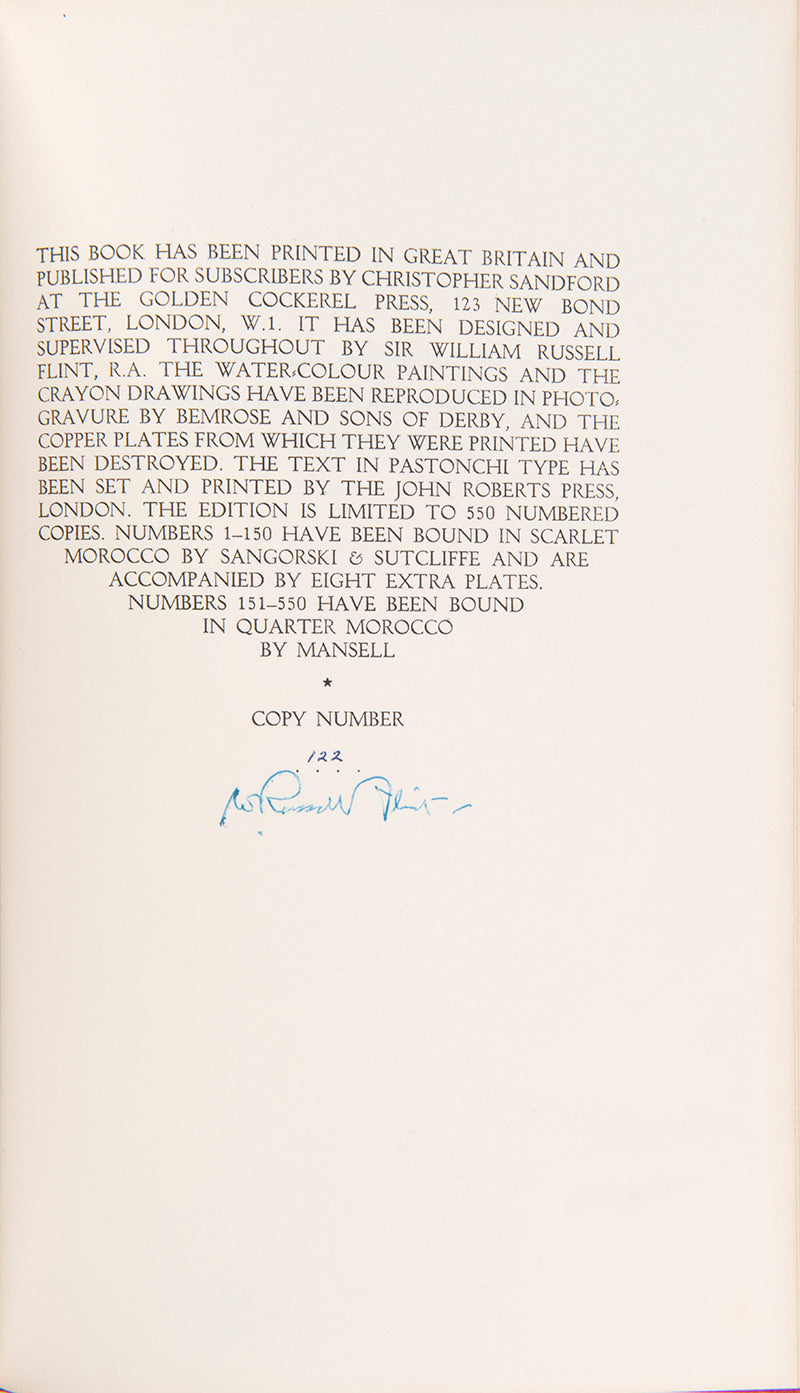 THIS BOOK HAS BEEN PRINTED IN GREAT BRITAIN AND
PUBLISHED FOR SUBSCRIBERS BY CHRISTOPHER SANDFORD
AT THE GOLDEN COCKEREL PRESS, 123 NEW BOND
STREET, LONDON, W.1. IT HAS BEEN DESIGNED AND
SUPERVISED THROUGHOUT BY SIR WILLIAM RUSSELL
FLINT, R.A. THE WATER-COLOUR PAINTINGS AND THE
CRAYON DRAWINGS HAVE BEEN REPRODUCED IN PHOTO-
GRAVURE BY BEMROSE AND SONS OF DERBY, AND THE
COPPER PLATES FROM WHICH THEY WERE PRINTED HAVE
BEEN DESTROYED. THE TEXT IN PASTONCHI TYPE HAS
BEEN SET AND PRINTED BY THE JOHN ROBERTS PRESS,
LONDON. THE EDITION IS LIMITED TO 550 NUMBERED
COPIES. NUMBERS 1–150 HAVE BEEN BOUND IN SCARLET
MOROCCO BY SANGORSKI & SUTCLIFFE AND ARE
ACCOMPANIED BY EIGHT EXTRA PLATES.
NUMBERS 151–550 HAVE BEEN BOUND
IN QUARTER MOROCCO
BY MANSELL
★
COPY NUMBER
122
W Russell Flint